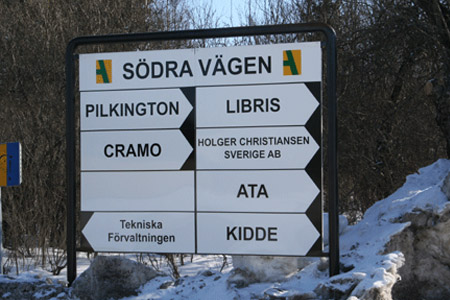 SÖDRA VÄGEN
PILKINGTON
LIBRIS
CRAMO
HOLGER CHRISTIANSEN
SVERIGE AB
ATA
Tekniska
Förvaltningen
KIDDE